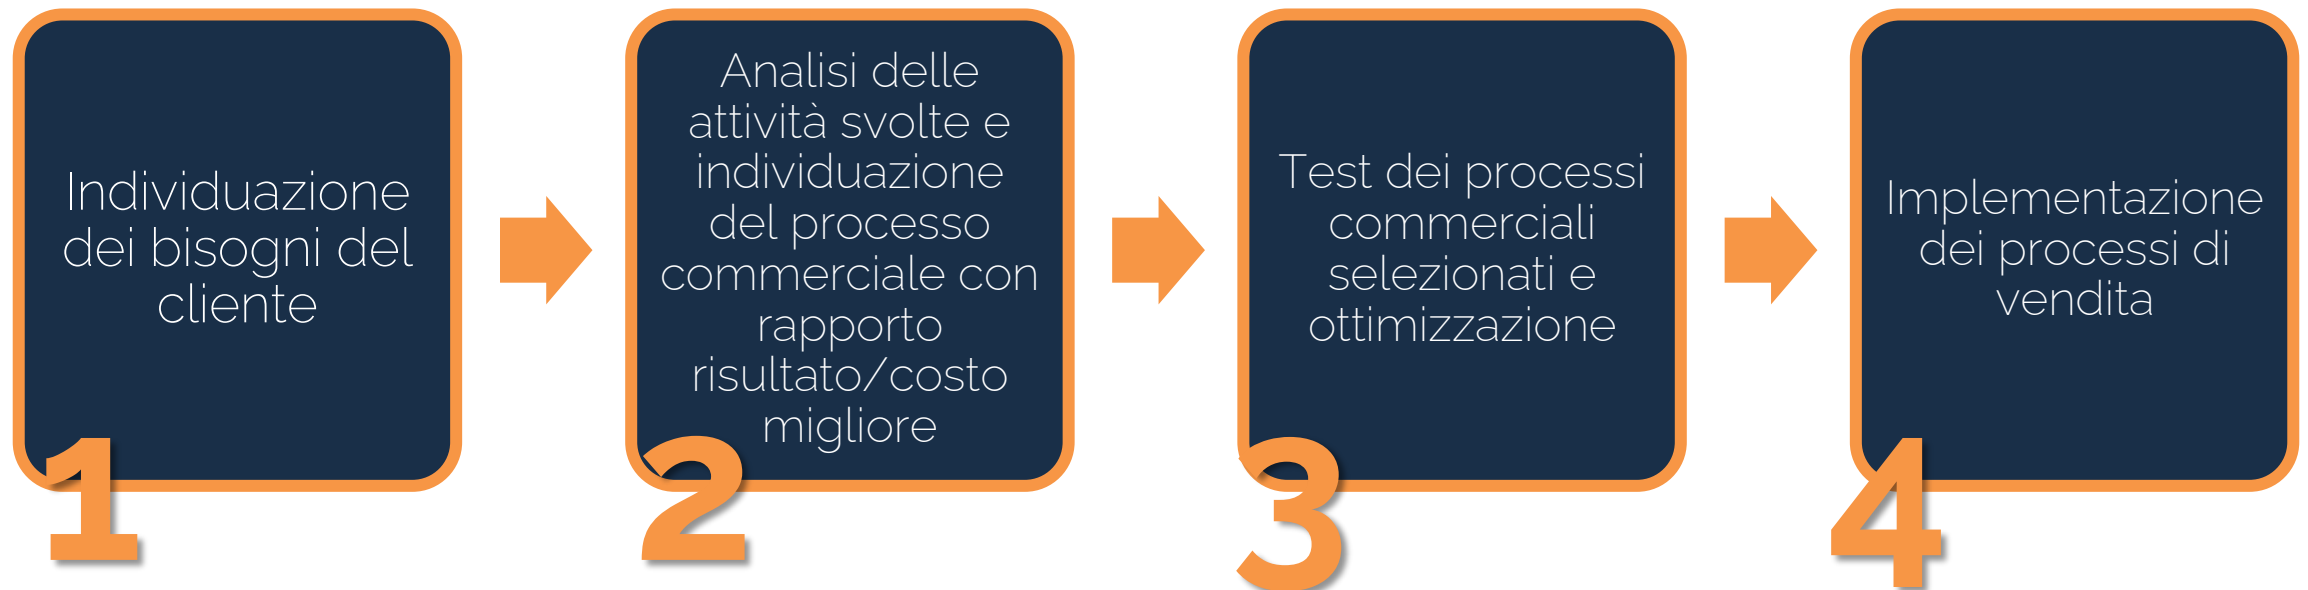 Individuazione
dei bisogni del
cliente
1
Analisi delle
attività svolte e
individuazione
del processo
commerciale con
rapporto
risultato/costo
migliore
2
Test dei processi
commerciali
selezionati e
ottimizzazione
3
Implementazione
dei processi di
vendita
4